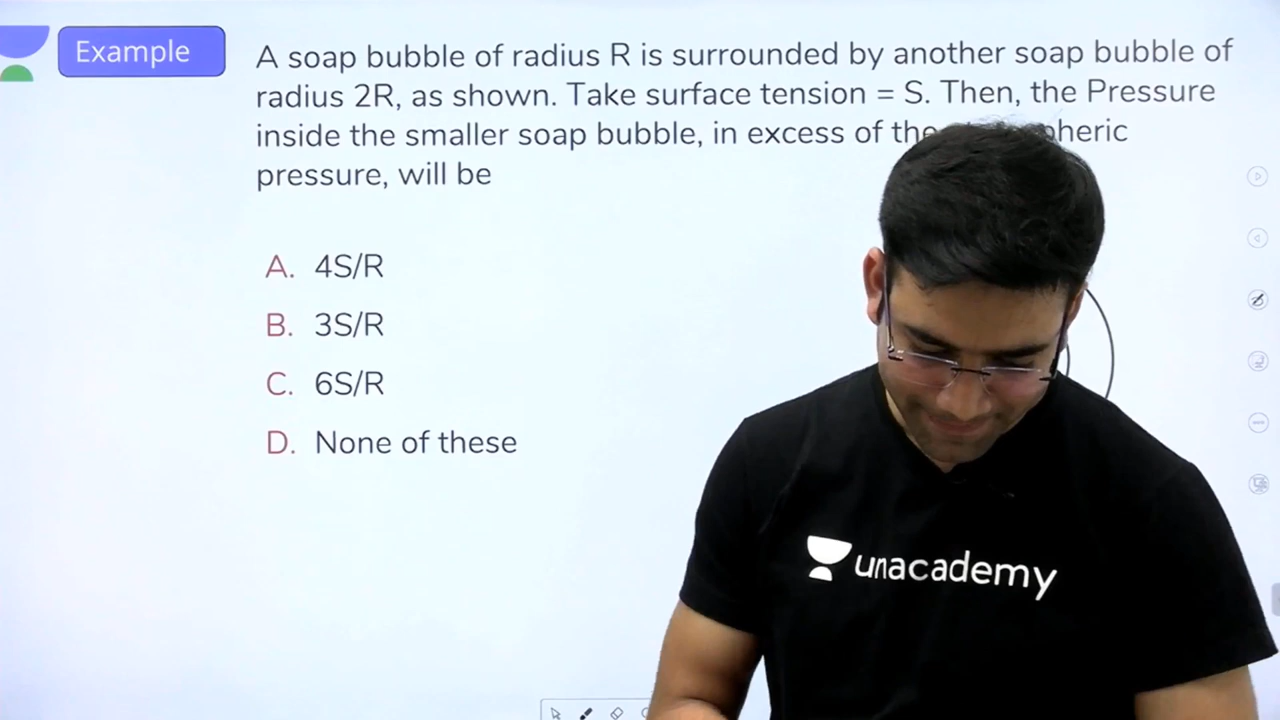 Example
A soap bubble of radius R is surrounded by another soap bubble of
radius 2R, as shown. Take surface tension = S. Then, the Pressure
inside the smaller soap bubble, in excess of the
pressure, will be
A. 4S/R
B. 3S/R
C. 6S/R
D. None of these
unacademy